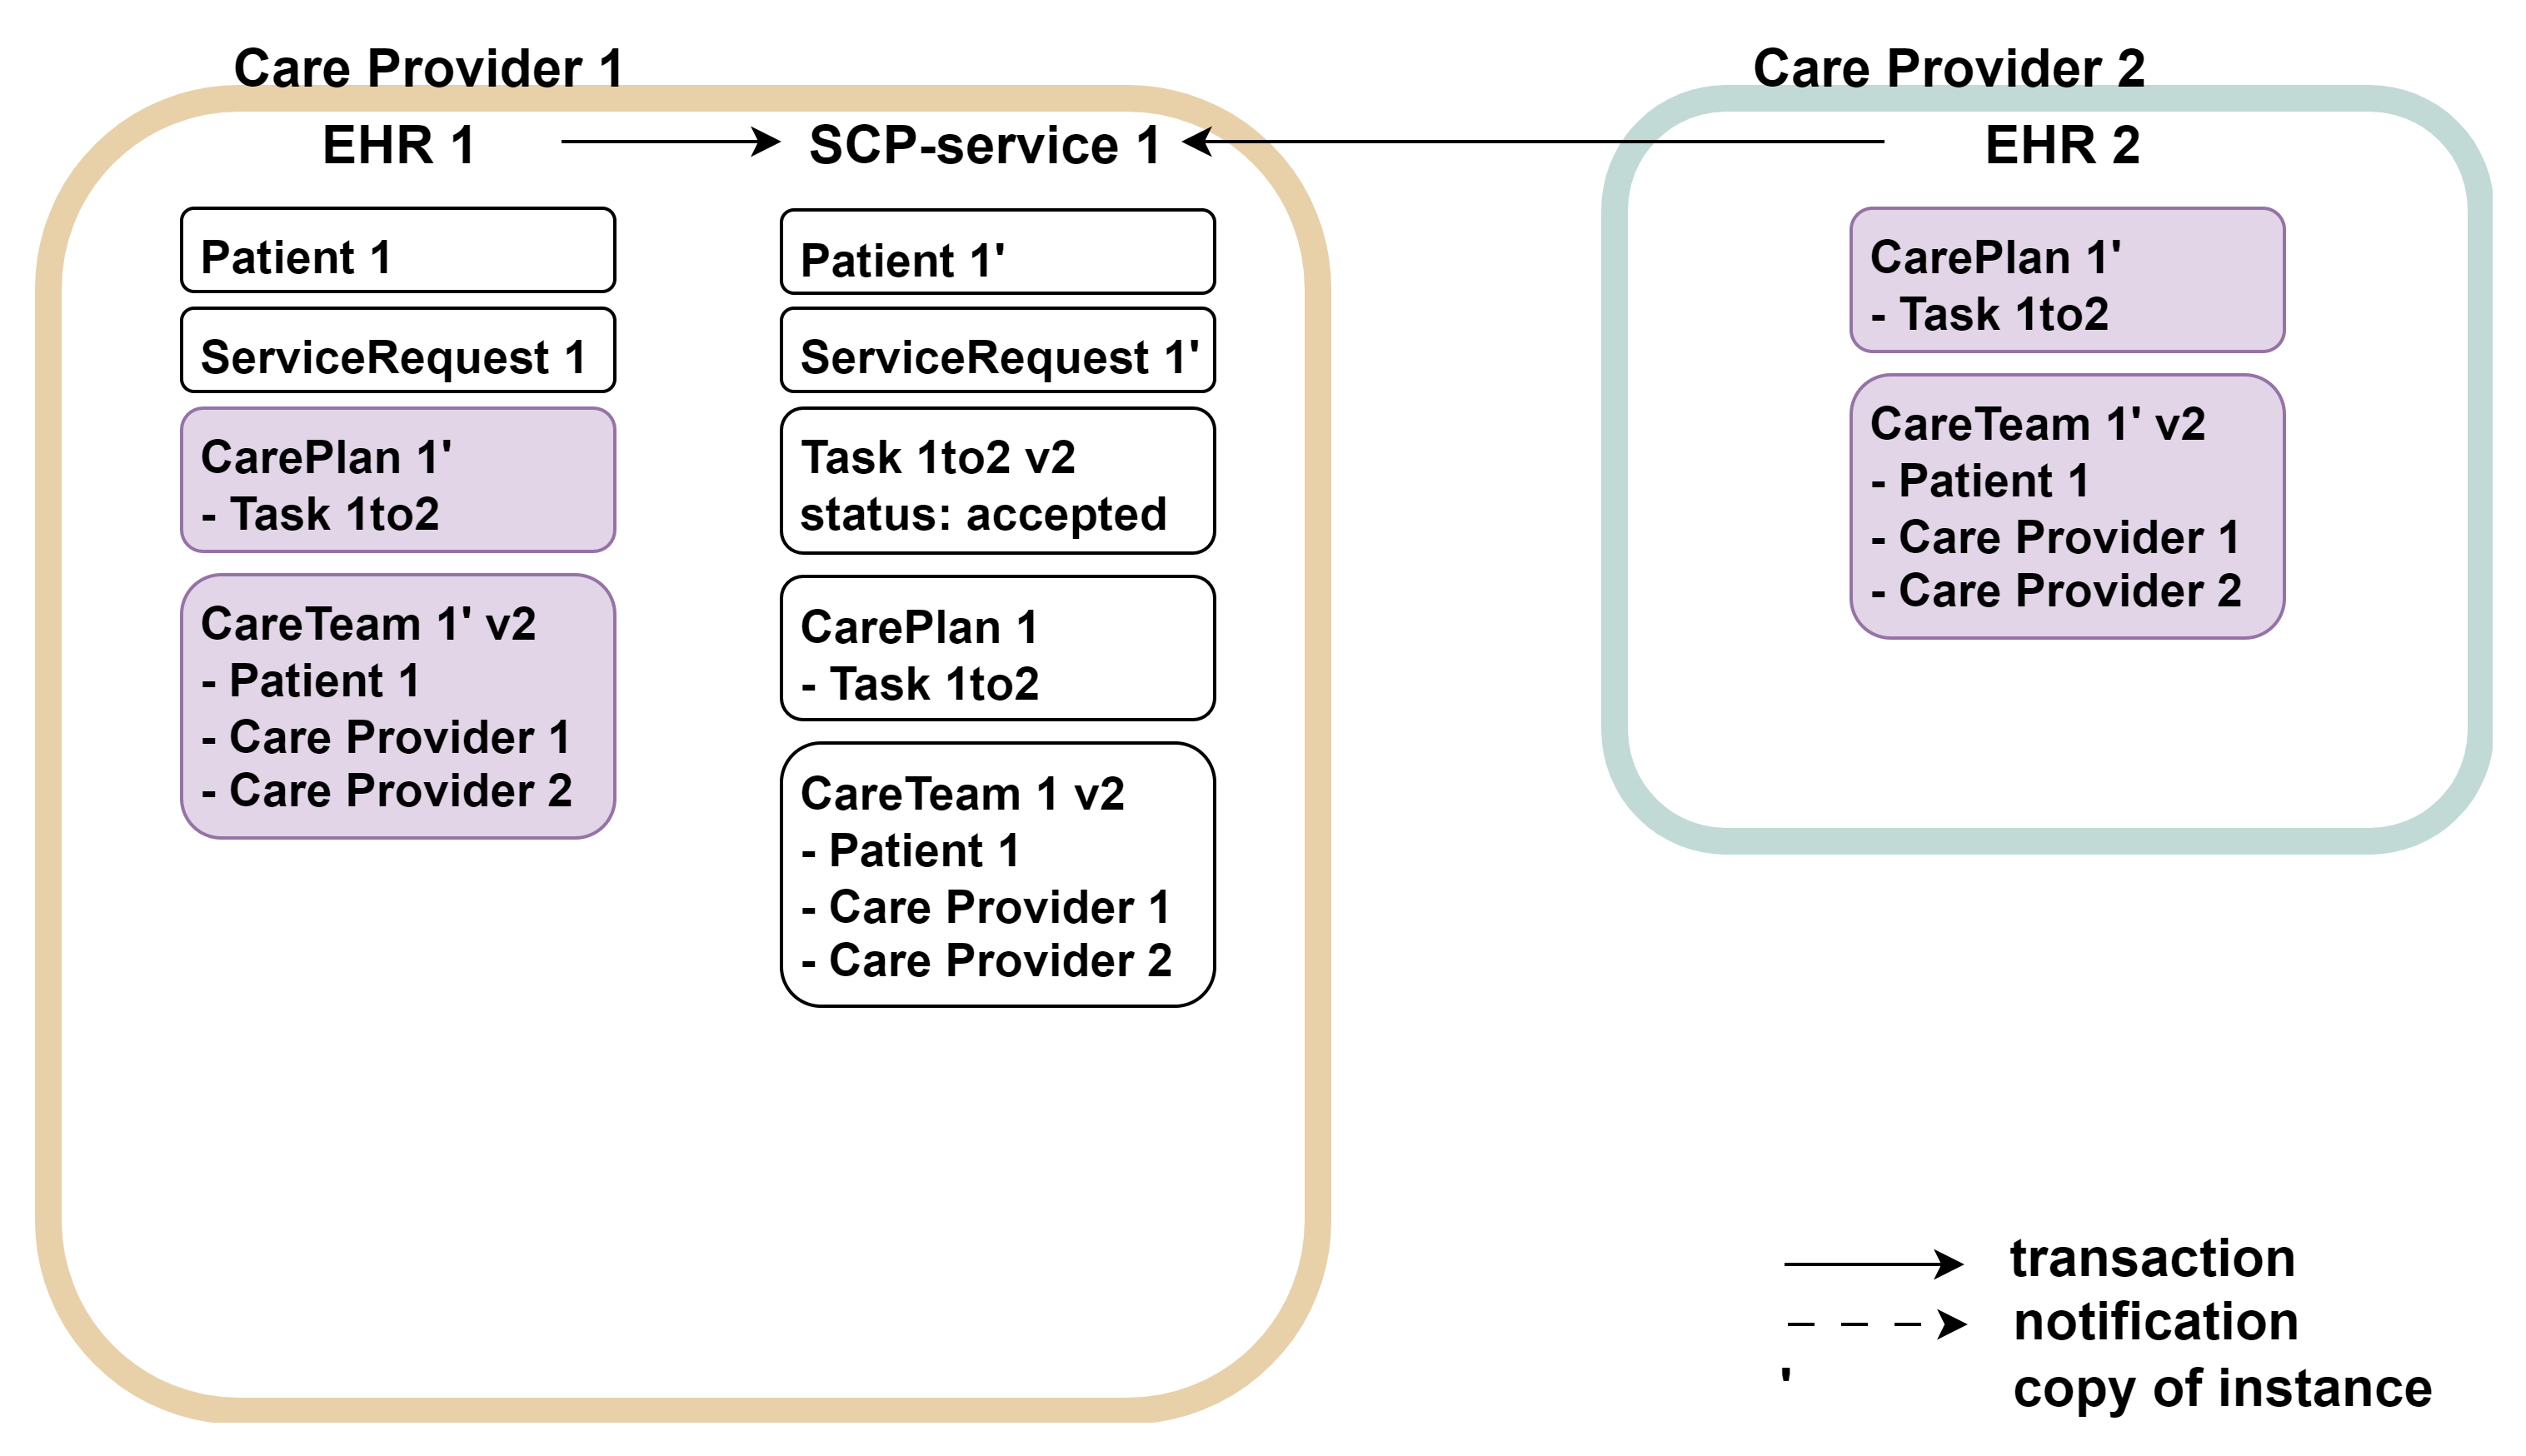 Care Provider 1
EHR 1
SCP-service 1
Patient 1
ServiceRequest 1
CarePlan 1'
- Task 1to2
CareTeam 1' v2
- Patient 1
- Care Provider 1
- Care Provider 2
Patient 1'
ServiceRequest 1'
Task 1to2 v2
status: accepted
CarePlan 1
- Task 1to2
CareTeam 1 v2
- Patient 1
- Care Provider 1
- Care Provider 2
Care Provider 2
EHR 2
CarePlan 1'
- Task 1to2
CareTeam 1' v2
- Patient 1
- Care Provider 1
- Care Provider 2
transaction
notification
' copy of instance